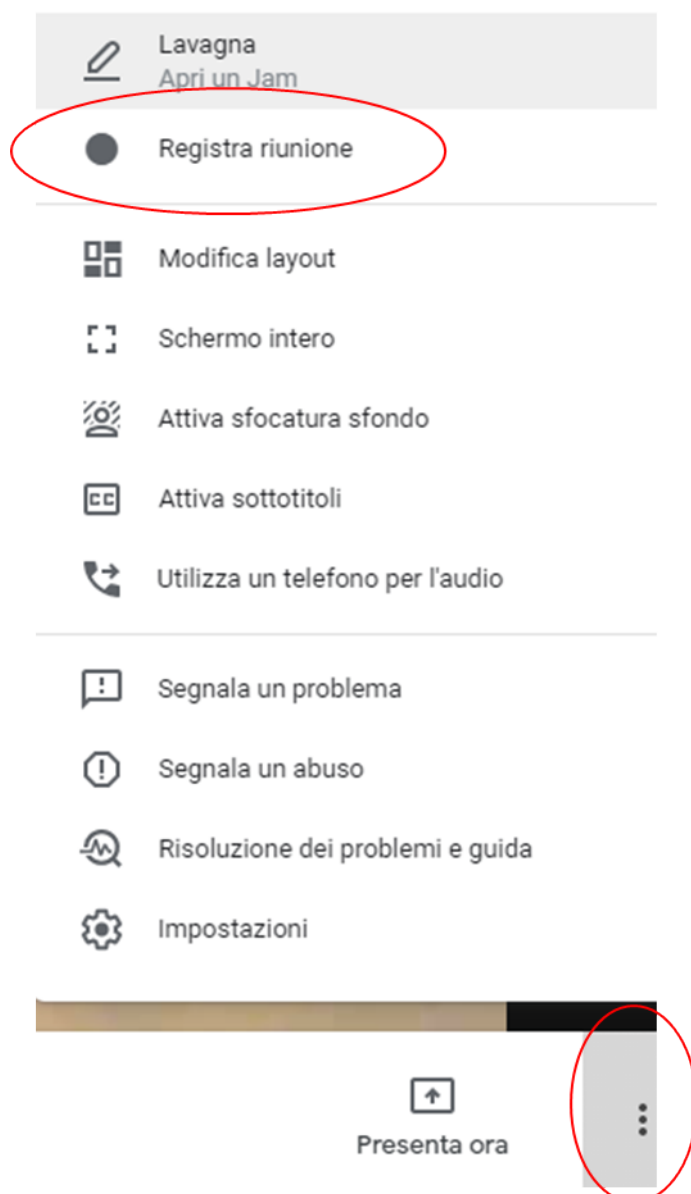 Lavagna
Apri un Jam
Registra riunione
Modifica layout
Schermo intero
Attiva sfocatura sfondo
CC
Attiva sottotitoli
Utilizza un telefono per l'audio
Segnala un problema
Segnala un abuso
Risoluzione dei problemi e guida
Impostazioni
Presenta ora